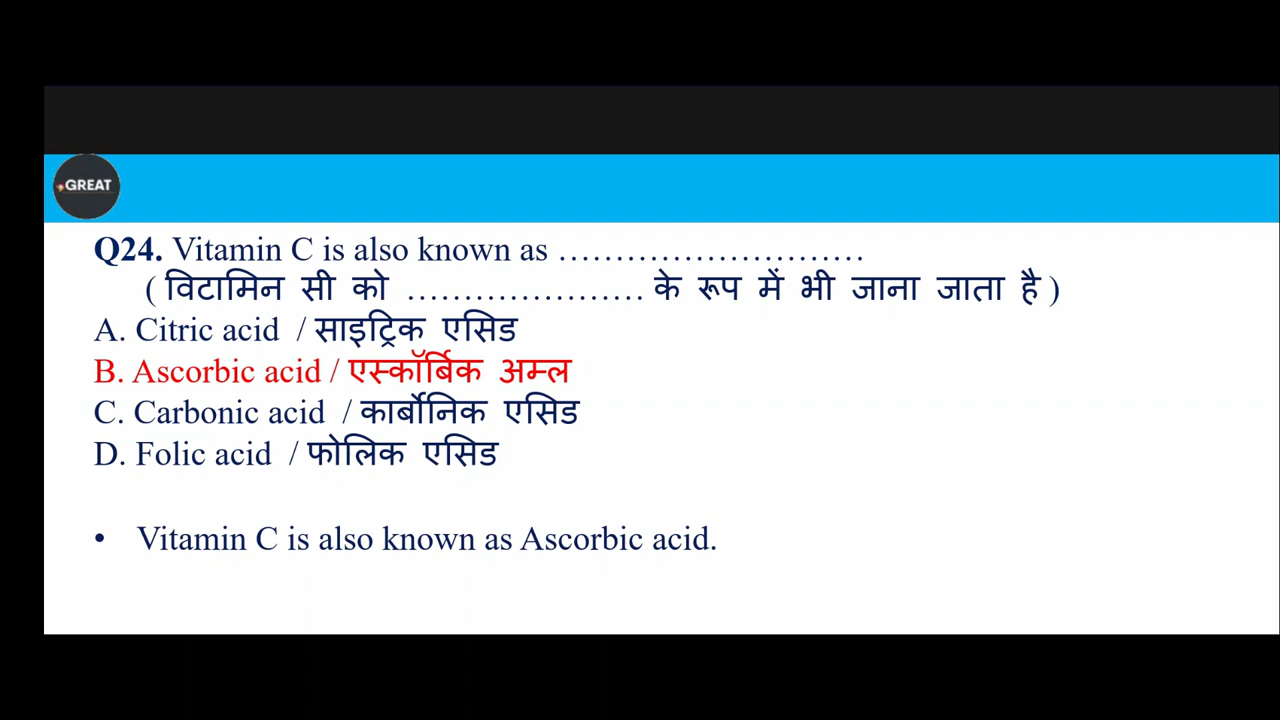 GREAT
Q24. Vitamin C is also known as ...........................
( विटामिन सी को ..................... के रूप में भी जाना जाता है )
A. Citric acid / साइट्रिक एसिड
B. Ascorbic acid / एस्कॉर्बिक अम्ल
C. Carbonic acid / कार्बोनिक एसिड
D. Folic acid / फोलिक एसिड
• Vitamin C is also known as Ascorbic acid.